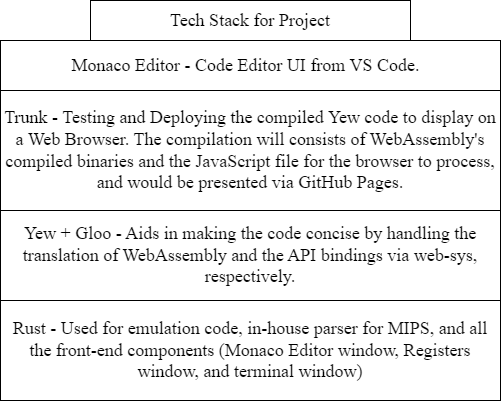 Tech Stack for Project
Monaco Editor - Code Editor UI from VS Code.
Trunk - Testing and Deploying the compiled Yew code to display on
a Web Browser. The compilation will consists of WebAssembly's
compiled binaries and the JavaScript file for the browser to process,
and would be presented via GitHub Pages.
Yew + Gloo - Aids in making the code concise by handling the
translation of WebAssembly and the API bindings via web-sys,
respectively.
Rust - Used for emulation code, in-house parser for MIPS, and all
the front-end components (Monaco Editor window, Registers
window, and terminal window)